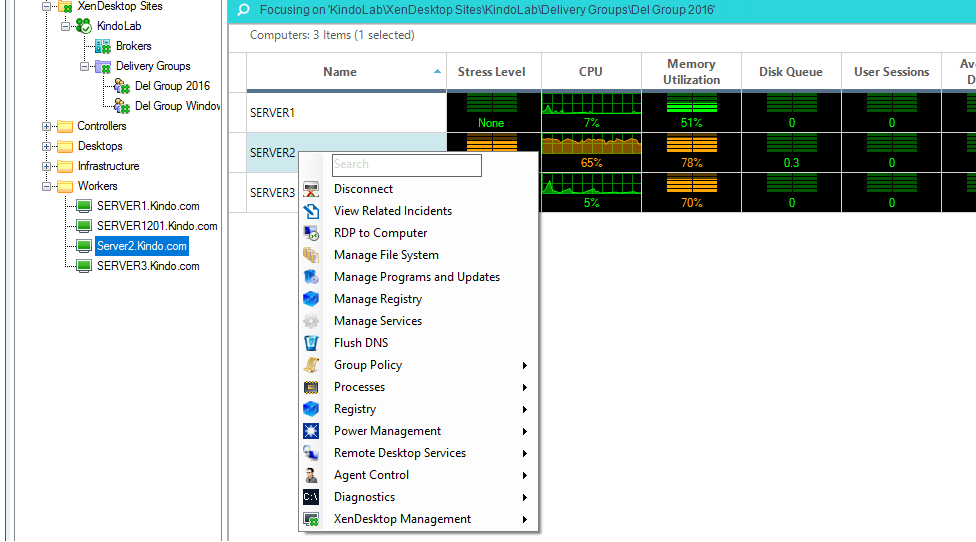 XenDesktop Sites
KindoLab
Brokers
Delivery Groups
Del Group 2016
Del Group Window
Controllers
Desktops
Infrastructure
Workers
SERVER1.Kindo.com
SERVER1201.Kindo.com
Server2.Kindo.com
SERVER3.Kindo.com
Focusing on 'KindoLab\XenDesktop Sites\KindoLab\Delivery Groups\Del Group 2016'
Computers: 3 Items (1 selected)
Name Stress Level CPU Memory Utilization Disk Queue User Sessions
SERVER1 None 7% 51% 0 0
SERVER2 65% 78% 0.3 0
SERVER3 5% 70% 0 0
Search
Disconnect
View Related Incidents
RDP to Computer
Manage File System
Manage Programs and Updates
Manage Registry
Manage Services
Flush DNS
Group Policy
Processes
Registry
Power Management
Remote Desktop Services
Agent Control
C:\ Diagnostics
XenDesktop Management